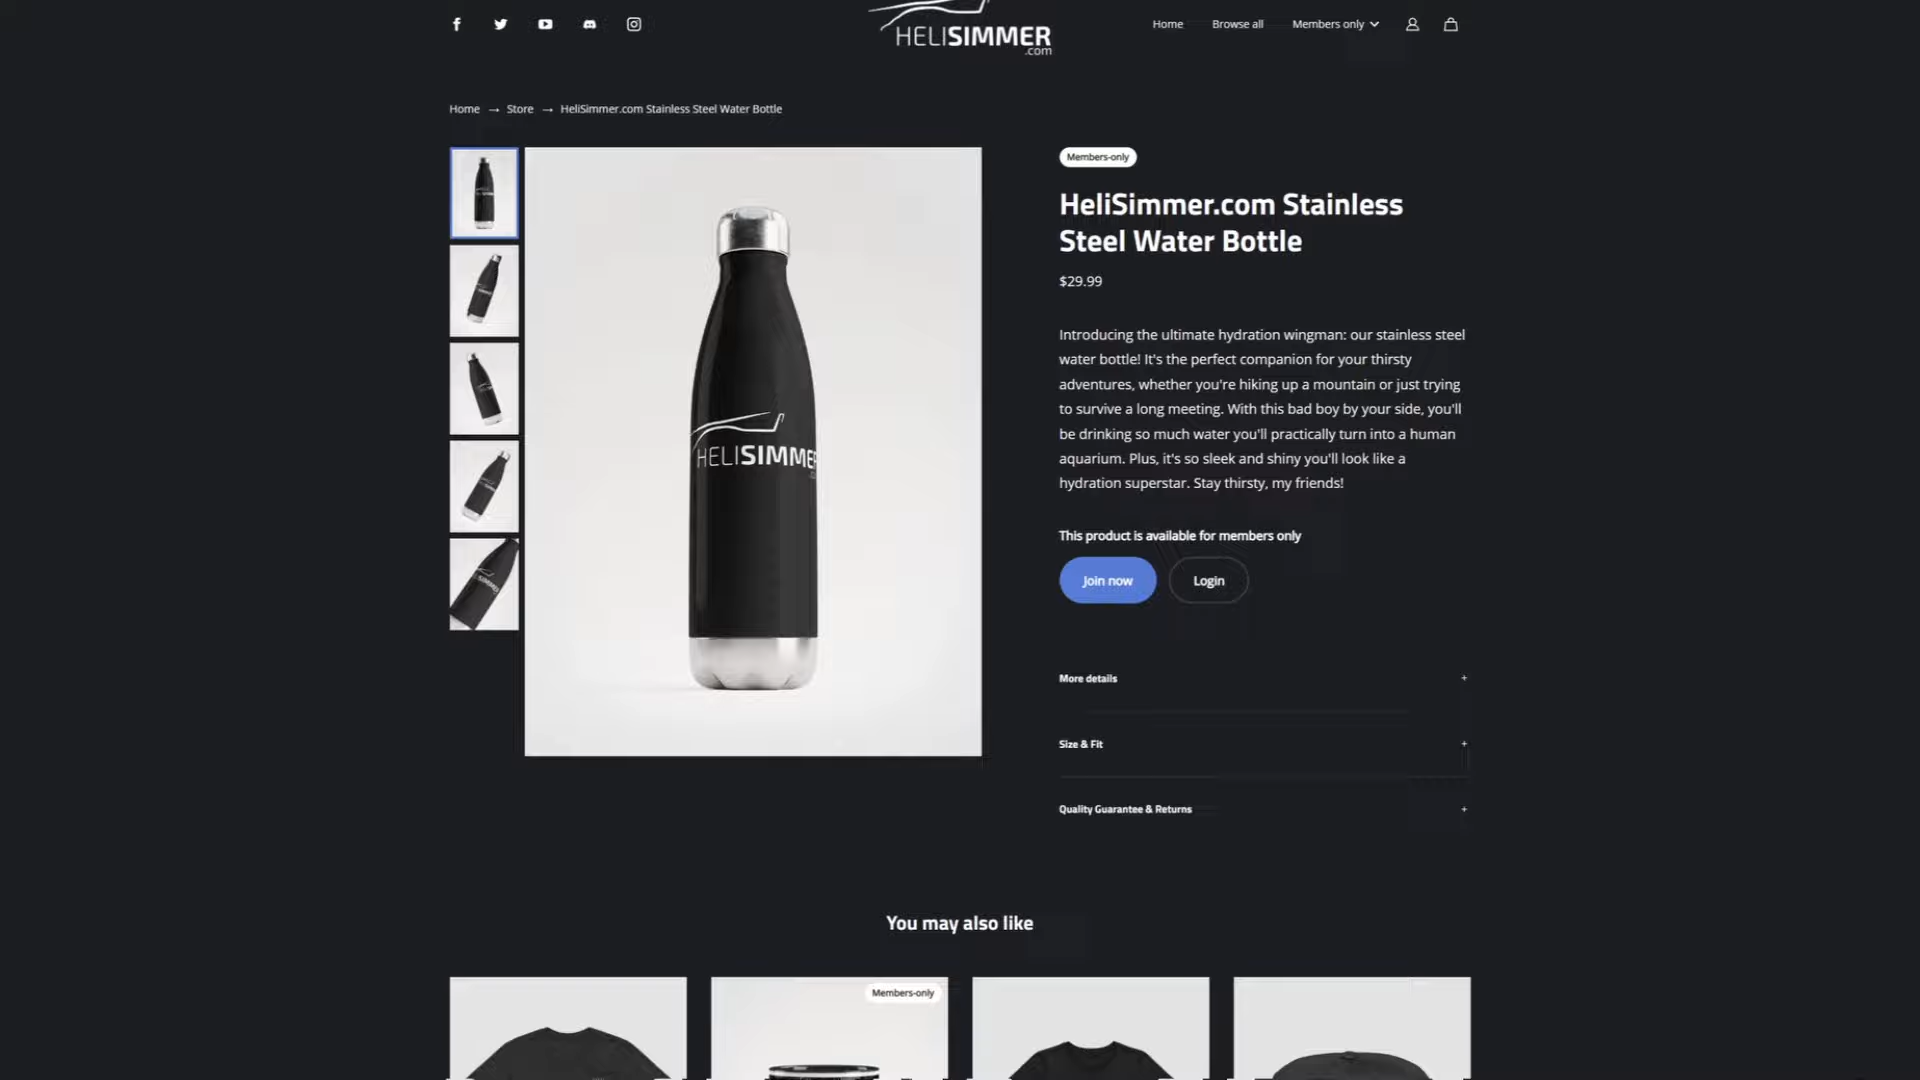 HELISIMMER
.com
Home
Browse all
Members only
Home → Store → HeliSimmer.com Stainless Steel Water Bottle
HELISIMMER
Members-only
HeliSimmer.com Stainless
Steel Water Bottle
$29.99
Introducing the ultimate hydration wingman: our stainless steel
water bottle! It's the perfect companion for your thirsty
adventures, whether you're hiking up a mountain or just trying
to survive a long meeting. With this bad boy by your side, you'll
be drinking so much water you'll practically turn into a human
aquarium. Plus, it's so sleek and shiny you'll look like a
hydration superstar. Stay thirsty, my friends!
This product is available for members only
Join now
Login
More details +
Size & Fit +
Quality Guarantee & Returns +
You may also like
Members-only